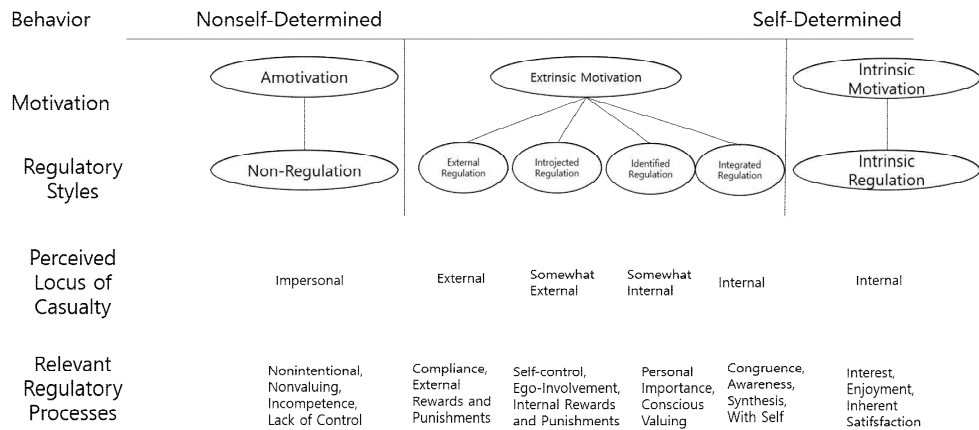 Behavior
Nonself-Determined
Self-Determined
Motivation
Amotivation
Extrinsic Motivation
Intrinsic
Motivation
Regulatory
Styles
Non-Regulation
External
Regulation
Introjected
Regulation
Identified
Regulation
Integrated
Regulation
Intrinsic
Regulation
Perceived
Locus of
Casualty
Impersonal
External
Somewhat
External
Somewhat
Internal
Internal
Internal
Relevant
Regulatory
Processes
Nonintentional,
Nonvaluing,
Incompetence,
Lack of Control
Compliance,
External
Rewards and
Punishments
Self-control,
Ego-Involvement,
Internal Rewards
and Punishments
Personal
Importance,
Conscious
Valuing
Congruence,
Awareness,
Synthesis,
With Self
Interest,
Enjoyment,
Inherent
Satifsfaction